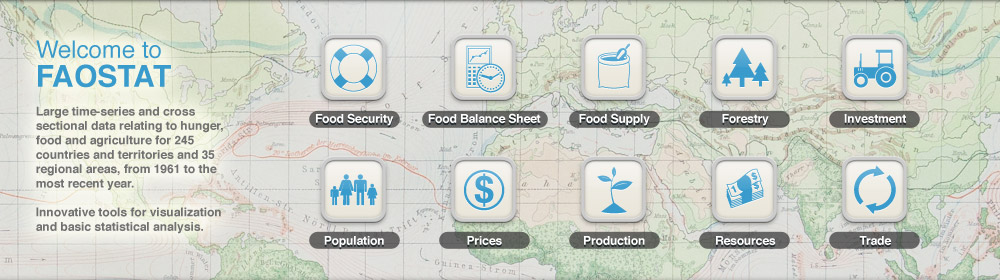 Welcome to
FAOSTAT
Large time-series and cross
sectional data relating to hunger,
food and agriculture for 245
countries and territories and 35
regional areas, from 1961 to the
most recent year.
Innovative tools for visualization
and basic statistical analysis.
Food Security
Food Balance Sheet
Food Supply
Forestry
Investment
Population
Prices
Production
Resources
Trade
Guinea-Strom